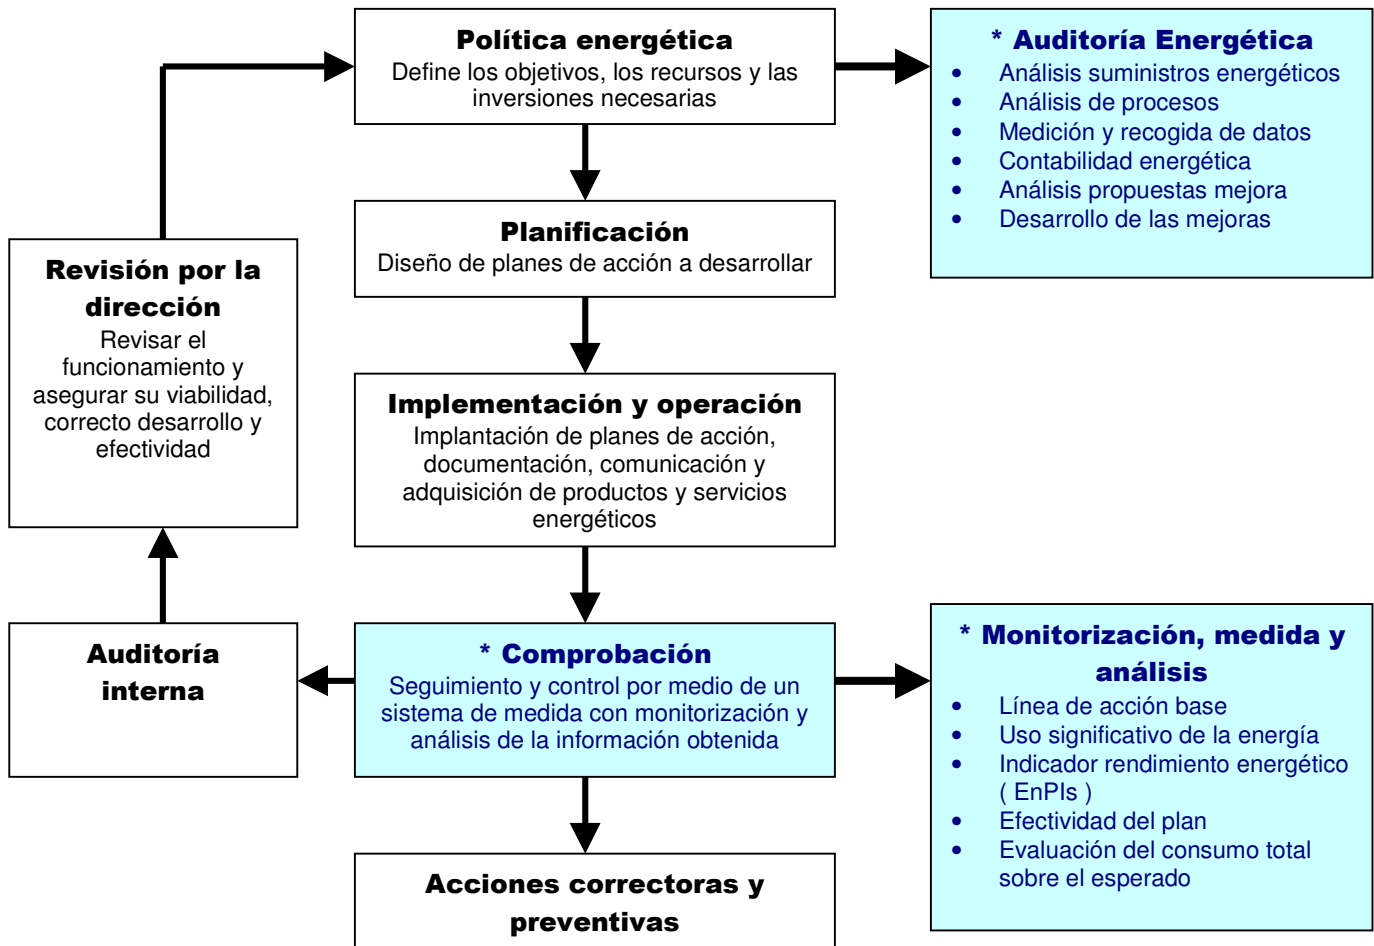 Política energética
Define los objetivos, los recursos y las
inversiones necesarias
* Auditoría Energética
• Análisis suministros energéticos
• Análisis de procesos
• Medición y recogida de datos
• Contabilidad energética
• Análisis propuestas mejora
• Desarrollo de las mejoras
Planificación
Diseño de planes de acción a desarrollar
Revisión por la
dirección
Revisar el
funcionamiento y
asegurar su viabilidad,
correcto desarrollo y
efectividad
Implementación y operación
Implantación de planes de acción,
documentación, comunicación y
adquisición de productos y servicios
energéticos
Auditoría
interna
* Comprobación
Seguimiento y control por medio de un
sistema de medida con monitorización y
análisis de la información obtenida
* Monitorización, medida y
análisis
• Línea de acción base
• Uso significativo de la energía
• Indicador rendimiento energético
( EnPIs )
• Efectividad del plan
• Evaluación del consumo total
sobre el esperado
Acciones correctoras y
preventivas